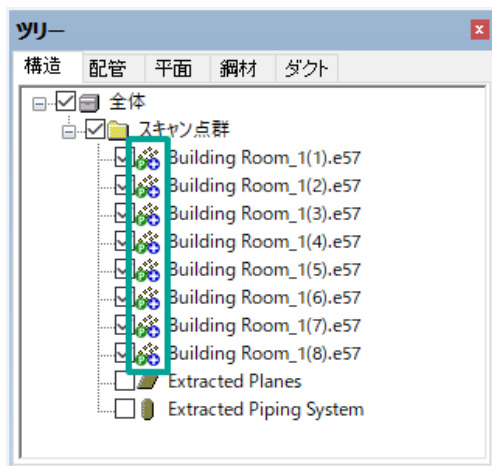 ツリー
構造 配管 平面 鋼材 ダクト
全体
スキャン点群
Building Room_1(1).e57
Building Room_1(2).e57
Building Room_1(3).e57
Building Room_1(4).e57
Building Room_1(5).e57
Building Room_1(6).e57
Building Room_1(7).e57
Building Room_1(8).e57
Extracted Planes
Extracted Piping System